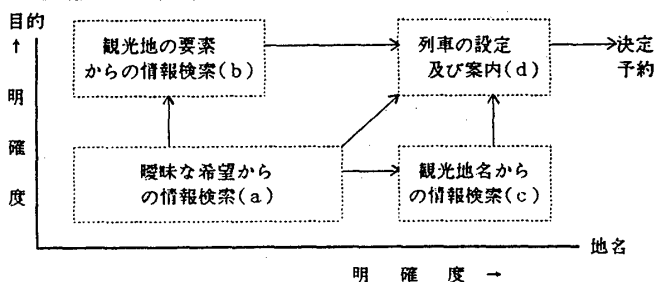 目的
↑
明
確
度
観光地の要素
からの情報検索(b)
列車の設定
及び案内(d)
決定
予約
曖味な希望から
の情報検索(a)
観光地名から
の情報検索(c)
地名
明 確 度 →